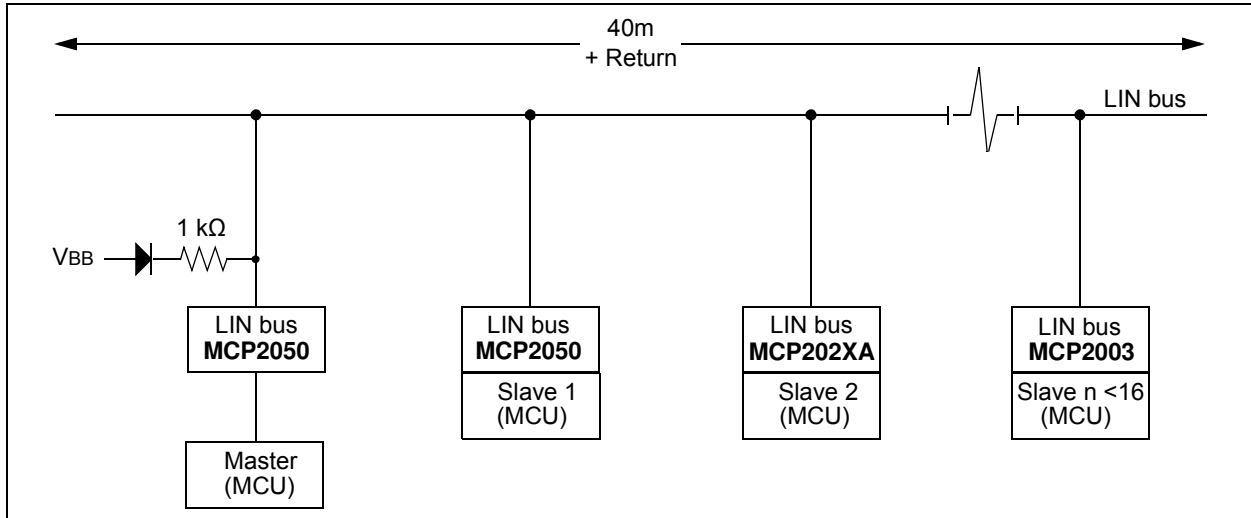 40m
+ Return
LIN bus
1 kΩ
VBB
LIN bus
MCP2050
Master
(MCU)
LIN bus
MCP2050
Slave 1
(MCU)
LIN bus
MCP202XA
Slave 2
(MCU)
LIN bus
MCP2003
Slave n <16
(MCU)